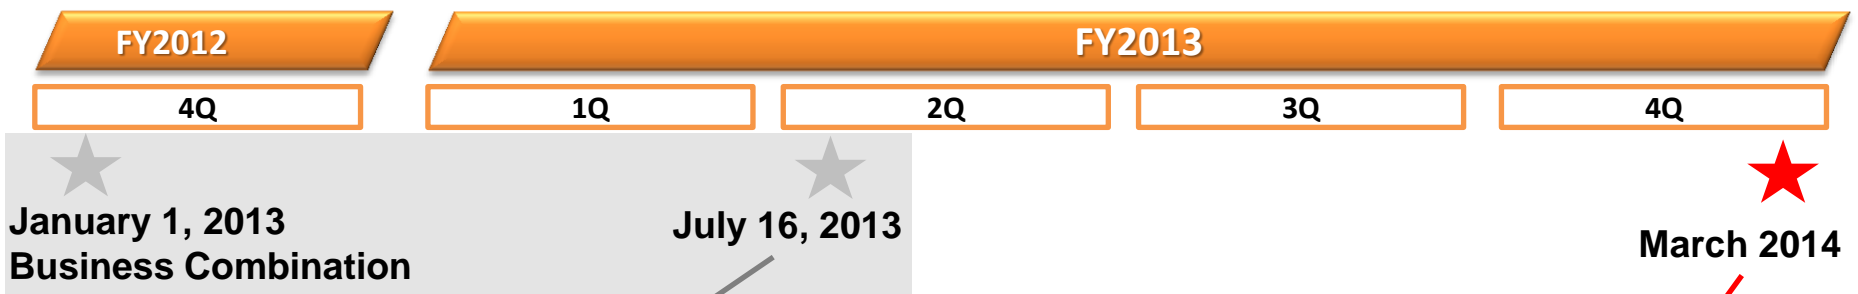 FY2012
FY2013
4Q
1Q
2Q
3Q
4Q
January 1, 2013
Business Combination
July 16, 2013
March 2014